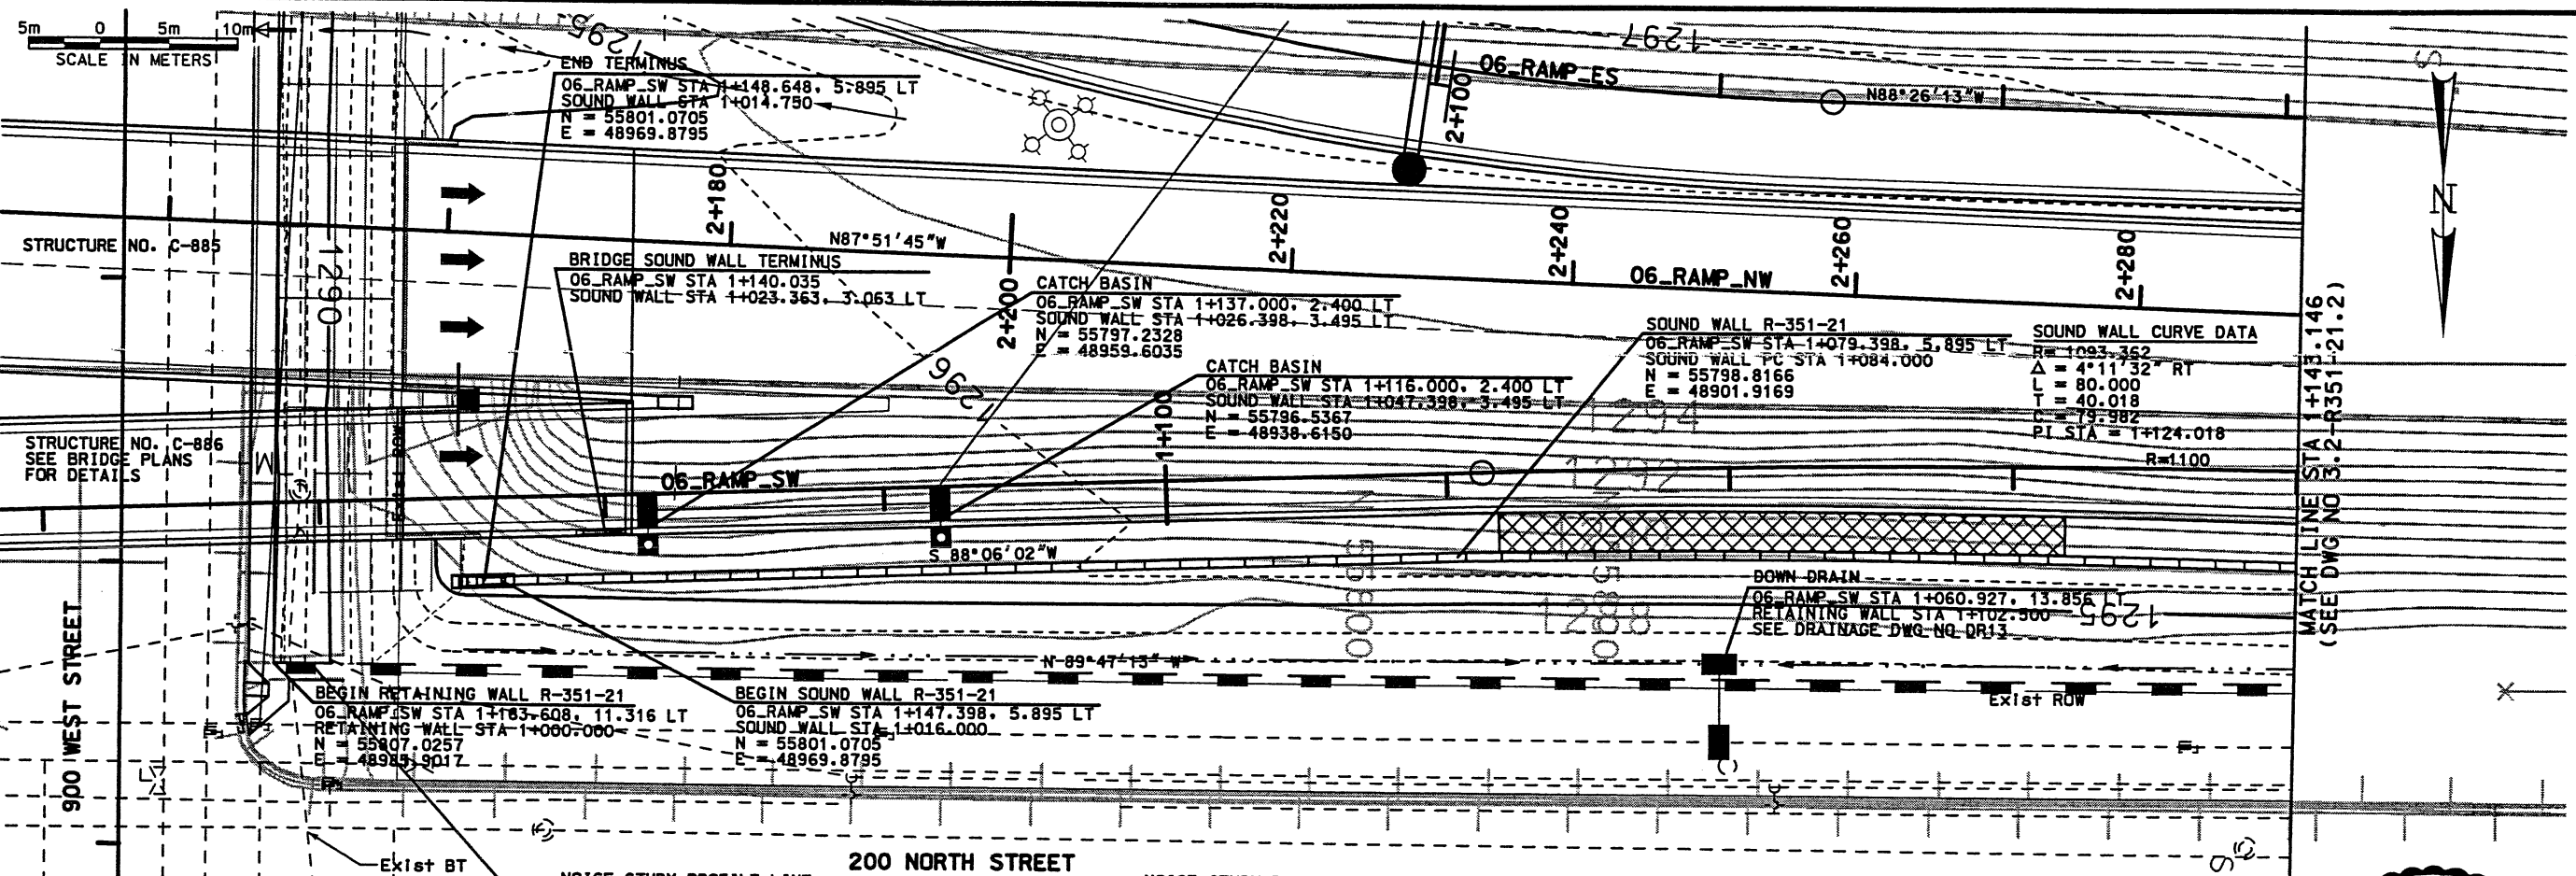 5m 0 5m 10m
SCALE IN METERS
1295
END TERMINUS
06_RAMP_SW STA 1+148.648, 5.895 LT
SOUND WALL STA 1+014.750
N = 55801.0705
E = 48969.8795
1297
06_RAMP_ES
N88°26'13"W
2+100
S
N
STRUCTURE NO. C-885
1290
2+180
N87°51'45"W
2+200
2+220
2+240
06_RAMP_NW
2+260
2+280
BRIDGE SOUND WALL TERMINUS
06_RAMP_SW STA 1+140.035
SOUND WALL STA 1+023.363, 3.063 LT
CATCH BASIN
06_RAMP_SW STA 1+137.000, 2.400 LT
SOUND WALL STA 1+026.398, 3.495 LT
N = 55797.2328
E = 48959.6035
CATCH BASIN
06_RAMP_SW STA 1+116.000, 2.400 LT
SOUND WALL STA 1+047.398, 3.495 LT
N = 55796.5367
E = 48938.6150
SOUND WALL R-351-21
06_RAMP_SW STA 1+079.398, 5.895 LT
SOUND WALL PC STA 1+084.000
N = 55798.8166
E = 48901.9169
SOUND WALL CURVE DATA
R= 1093.362
Δ = 4°11'32" RT
L = 80.000
T = 40.018
C = 79.982
PI STA = 1+124.018
MATCH LINE STA 1+143.146
(SEE DWG NO 3.2-R351-21.2)
1296
1294
1292
R=1100
STRUCTURE NO. C-886
SEE BRIDGE PLANS
FOR DETAILS
M
Exist ROW
06_RAMP_SW
1+100
S 88°06'02"W
1288
1295
DOWN DRAIN
06_RAMP_SW STA 1+060.927, 13.856 LT
RETAINING WALL STA 1+102.500
SEE DRAINAGE DWG NO DR13
N 89°47'13" W
Exist ROW
900 WEST STREET
BEGIN RETAINING WALL R-351-21
06_RAMP_SW STA 1+163.608, 11.316 LT
RETAINING WALL STA 1+000.000
N = 55807.0257
E = 48985.9017
BEGIN SOUND WALL R-351-21
06_RAMP_SW STA 1+147.398, 5.895 LT
SOUND WALL STA 1+016.000
N = 55801.0705
E = 48969.8795
Exist BT
200 NORTH STREET
NOISE STUDY PROFILE LINE